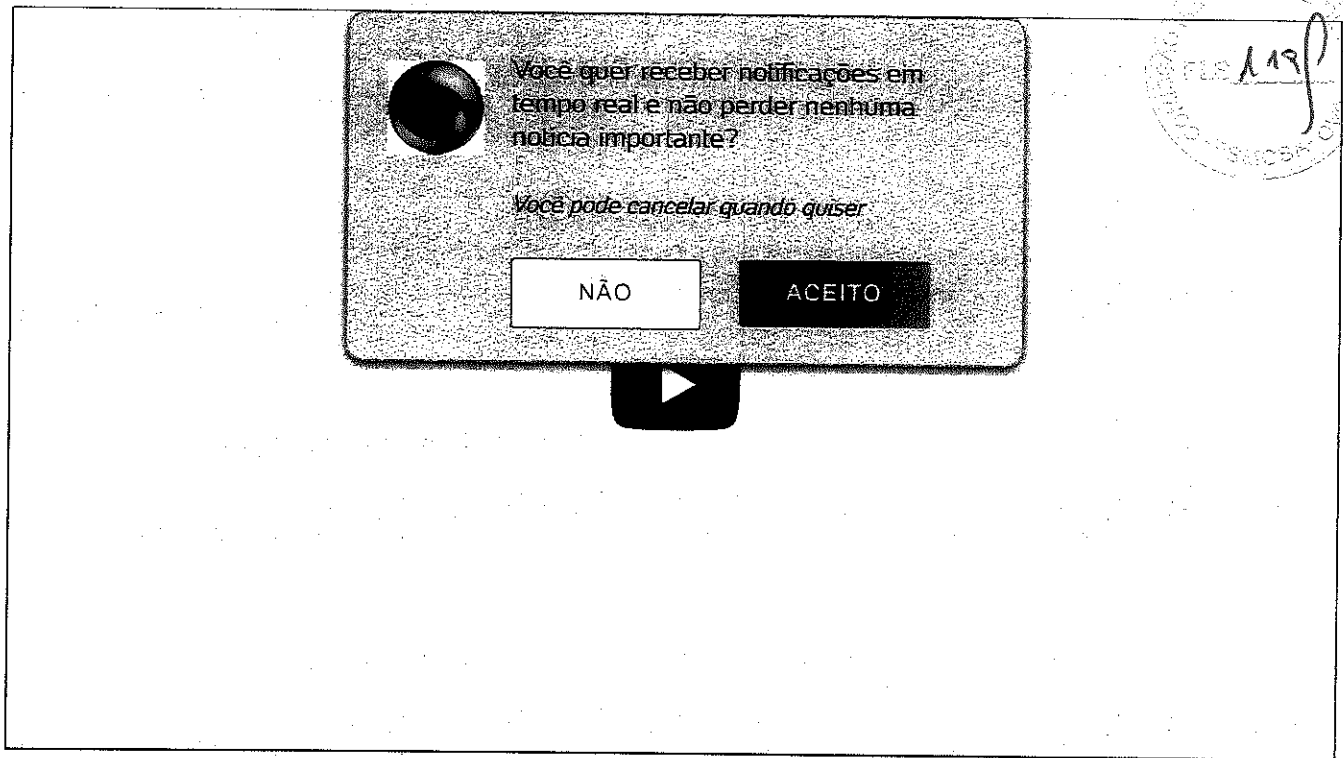 Você quer receber notificações em
tempo real e não perder nenhuma
notícia importante?
Você pode cancelar quando quiser
NÃO
ACEITO
FLS